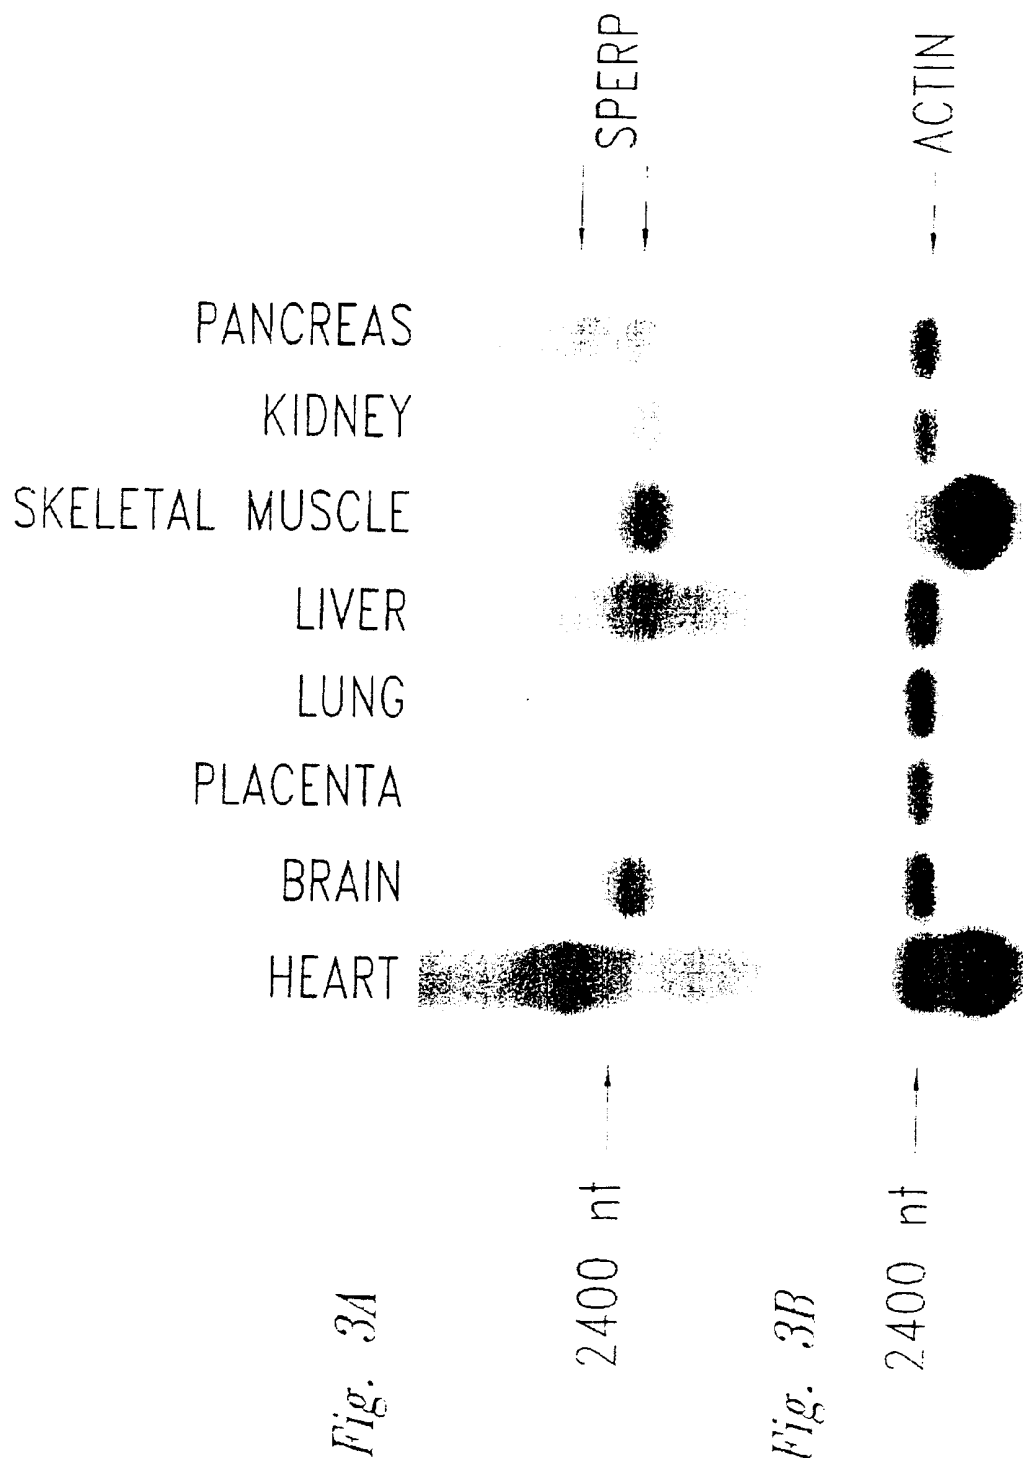 PANCREAS
KIDNEY
SKELETAL MUSCLE
LIVER
LUNG
PLACENTA
BRAIN
HEART
SPERP
ACTIN
Fig. 3A
2400 nt
Fig. 3B
2400 nt